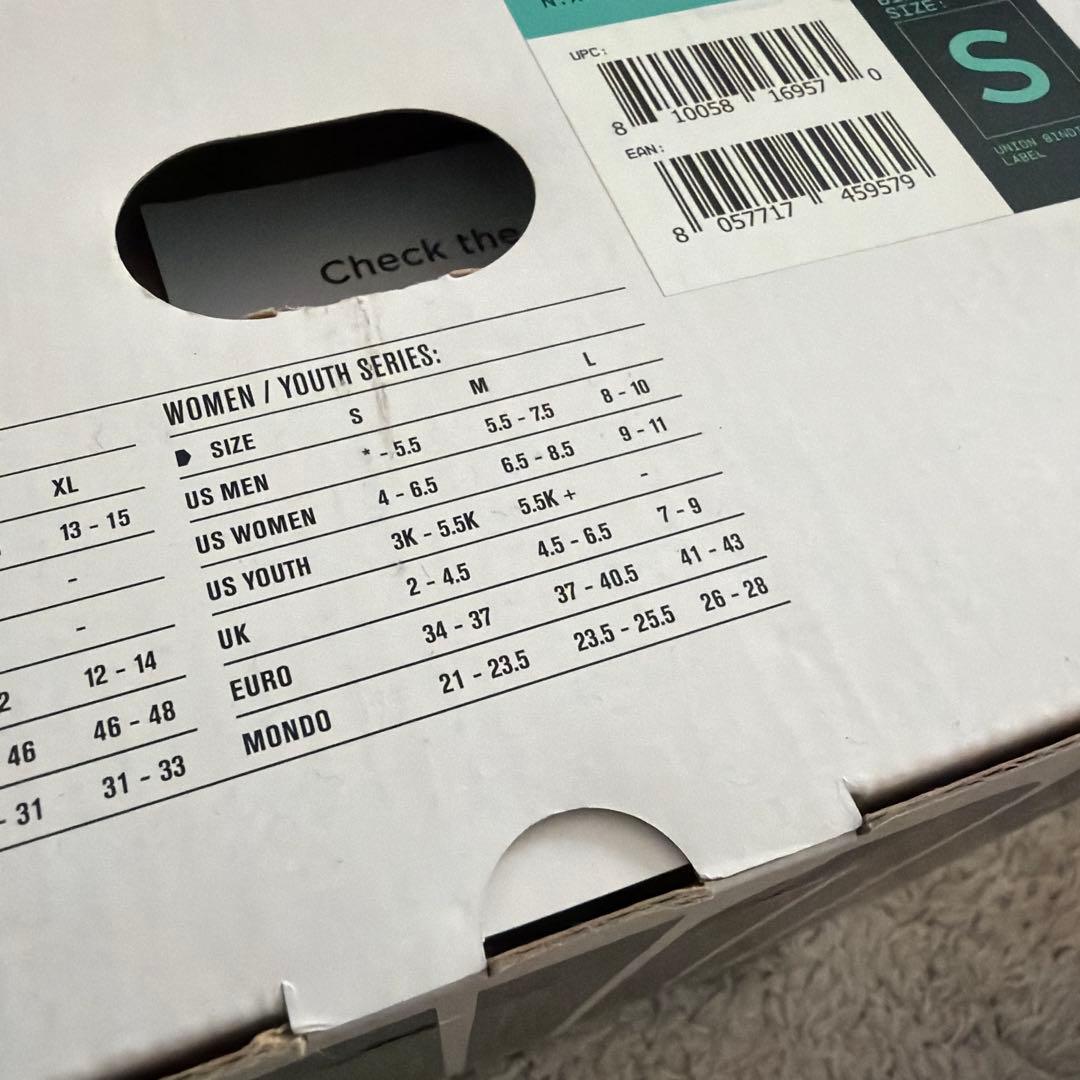 SIZE:
S
UNION
LABEL
UPC:
8 10058 16957 0
EAN:
8 057717 459579
Check the
WOMEN / YOUTH SERIES:
SIZE S M L
US MEN * - 5.5 5.5 - 7.5 8 - 10
US WOMEN 4 - 6.5 6.5 - 8.5 9 - 11
US YOUTH 3K - 5.5K 5.5K + -
UK 2 - 4.5 4.5 - 6.5 7 - 9
EURO 34 - 37 37 - 40.5 41 - 43
MONDO 21 - 23.5 23.5 - 25.5 26 - 28
XL
13 - 15
-
-
2 12 - 14
46 46 - 48
- 31 31 - 33